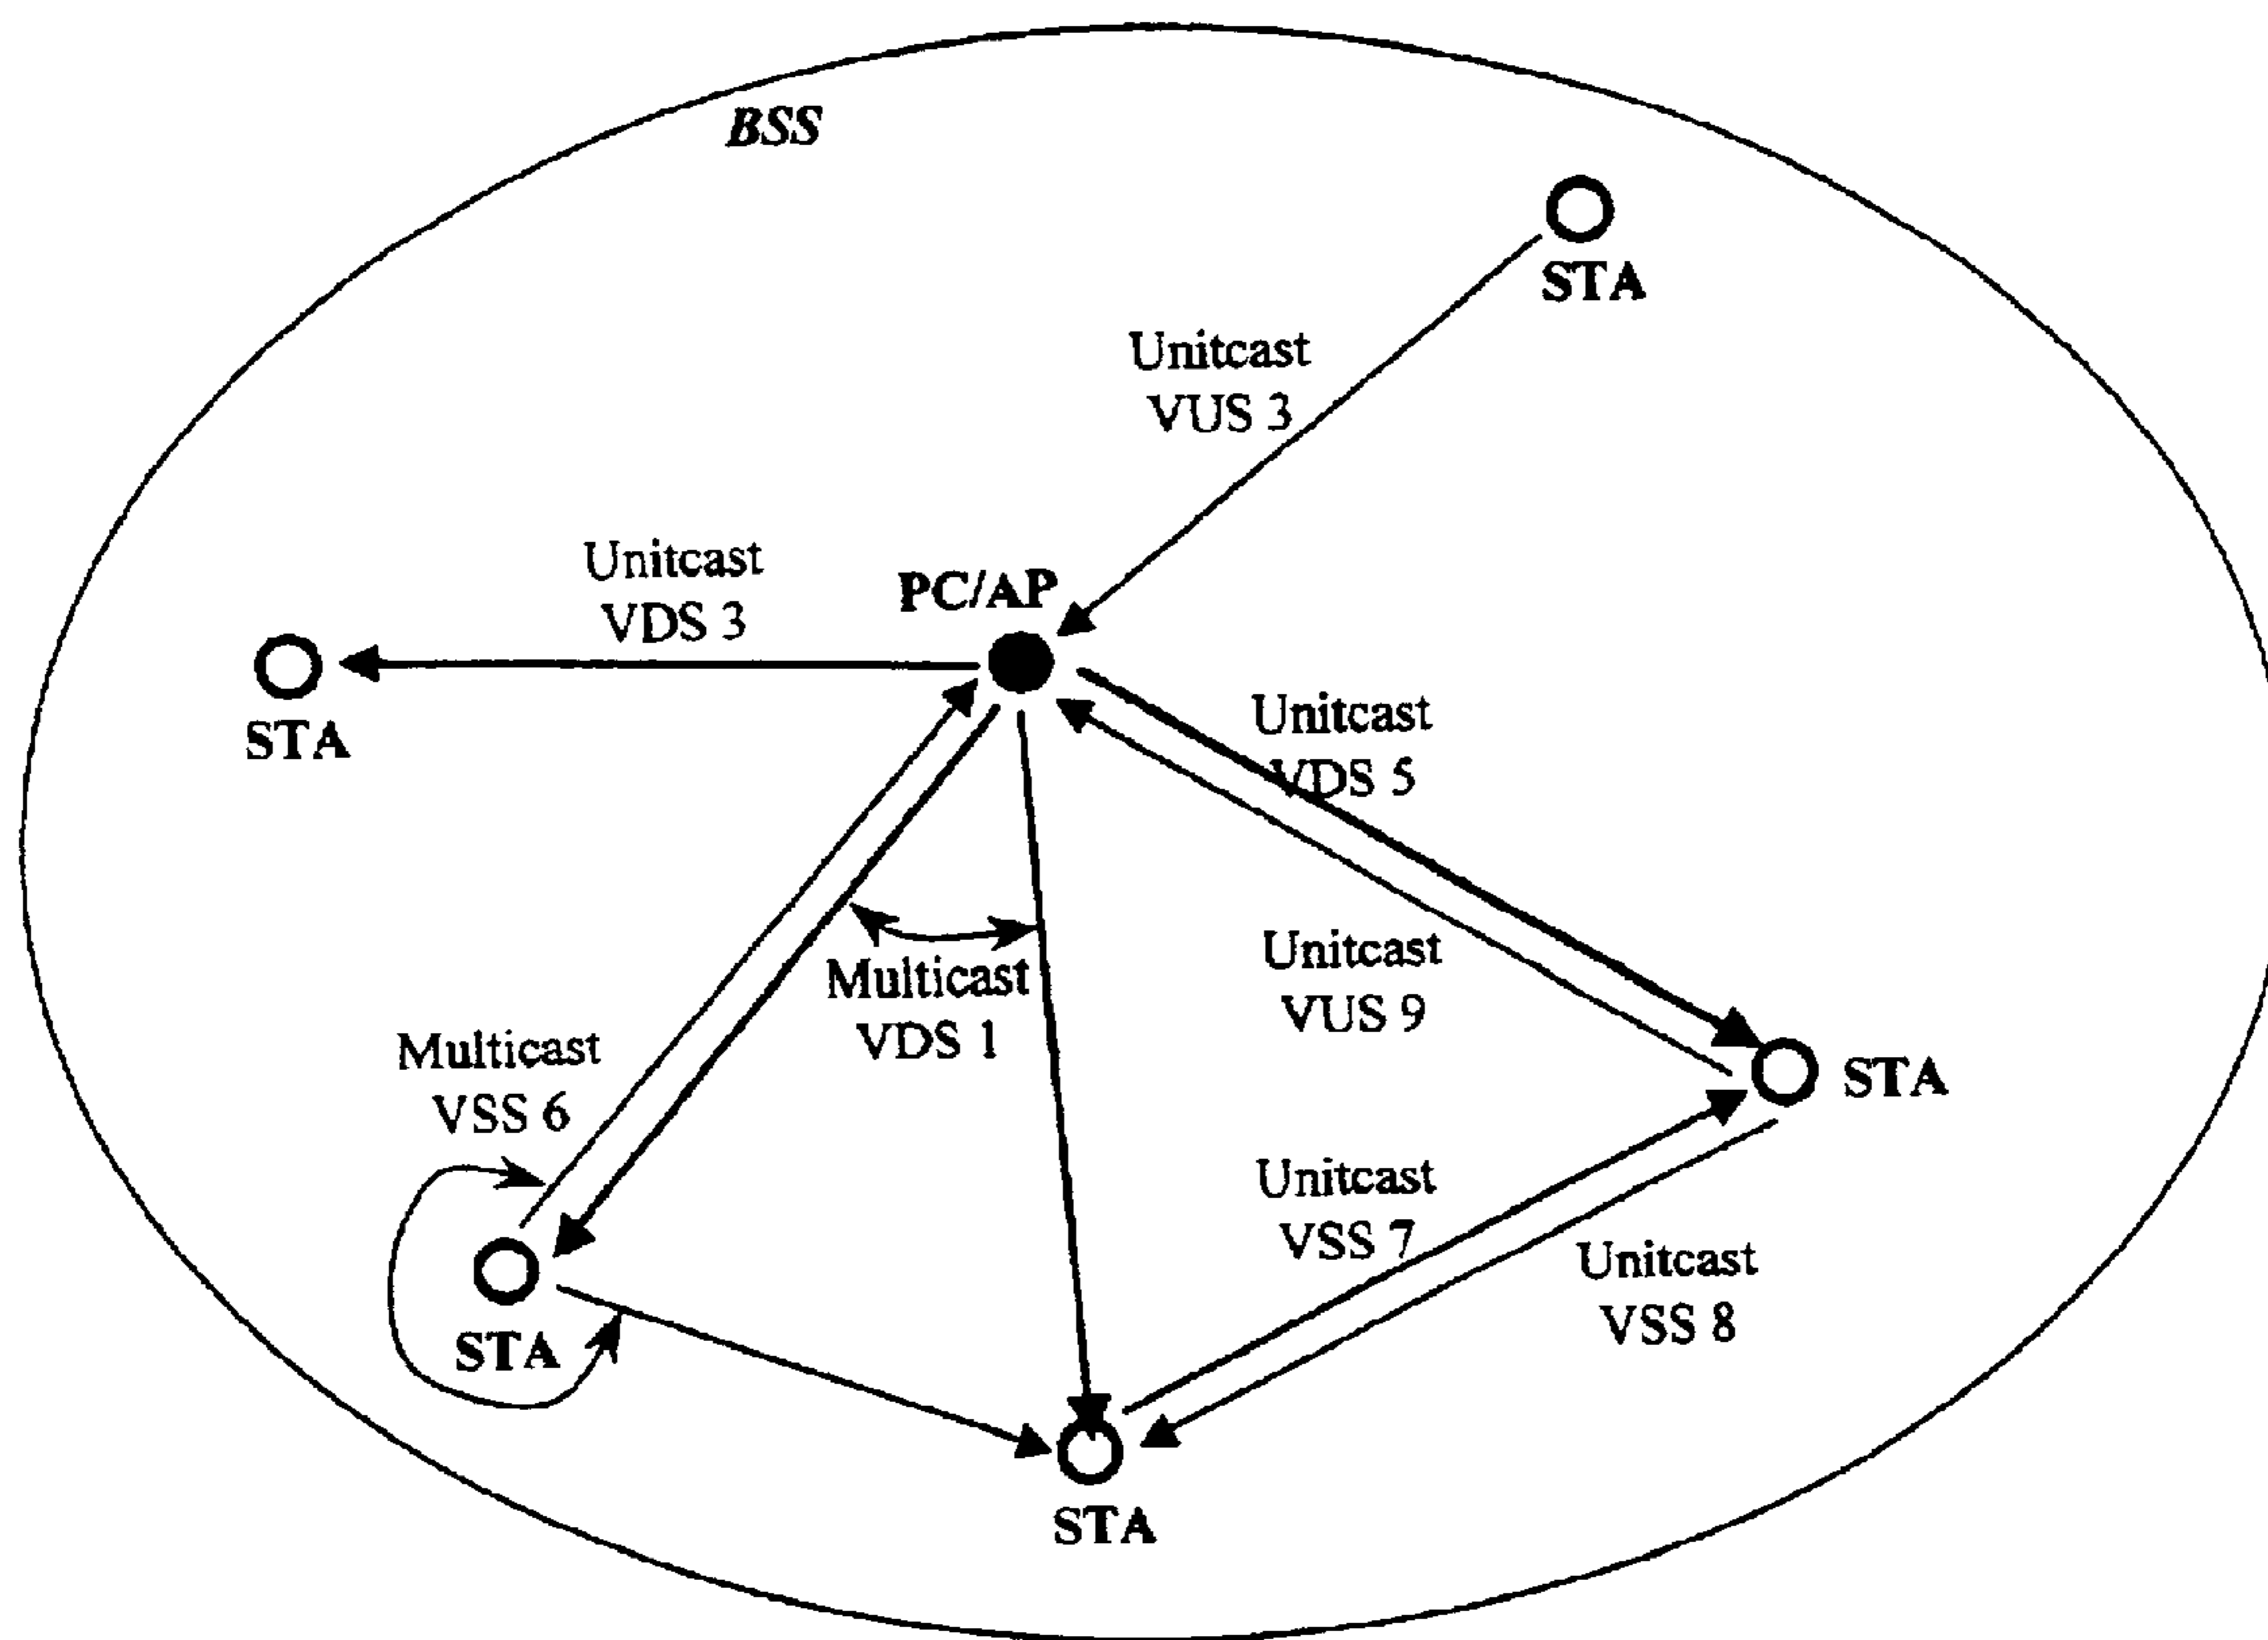 BSS
STA
Unitcast
VUS 3
Unitcast
VDS 3
PC/AP
STA
Unitcast
VDS 5
Unitcast
VUS 9
Multicast
VDS 1
Multicast
VSS 6
STA
Unitcast
VSS 7
Unitcast
VSS 8
STA
STA